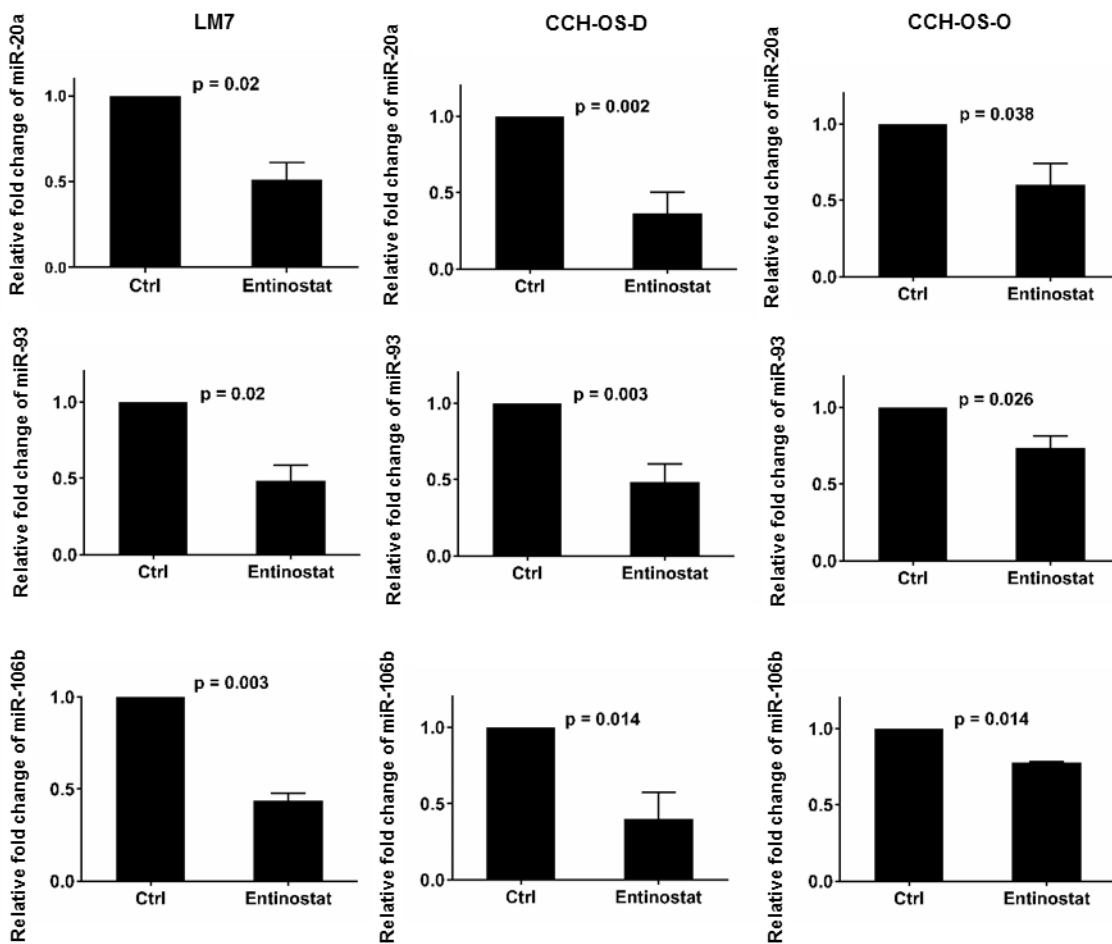 LM7
CCH-OS-D
CCH-OS-O
Relative fold change of miR-20a
1.0
0.5
0.0
p = 0.02
Ctrl
Entinostat
Relative fold change of miR-20a
1.0
0.5
0.0
p = 0.002
Ctrl
Entinostat
Relative fold change of miR-20a
1.0
0.5
0.0
p = 0.038
Ctrl
Entinostat
Relative fold change of miR-93
1.0
0.5
0.0
p = 0.02
Ctrl
Entinostat
Relative fold change of miR-93
1.0
0.5
0.0
p = 0.003
Ctrl
Entinostat
Relative fold change of miR-93
1.0
0.5
0.0
p = 0.026
Ctrl
Entinostat
Relative fold change of miR-106b
1.0
0.5
0.0
p = 0.003
Ctrl
Entinostat
Relative fold change of miR-106b
1.0
0.5
0.0
p = 0.014
Ctrl
Entinostat
Relative fold change of miR-106b
1.0
0.5
0.0
p = 0.014
Ctrl
Entinostat